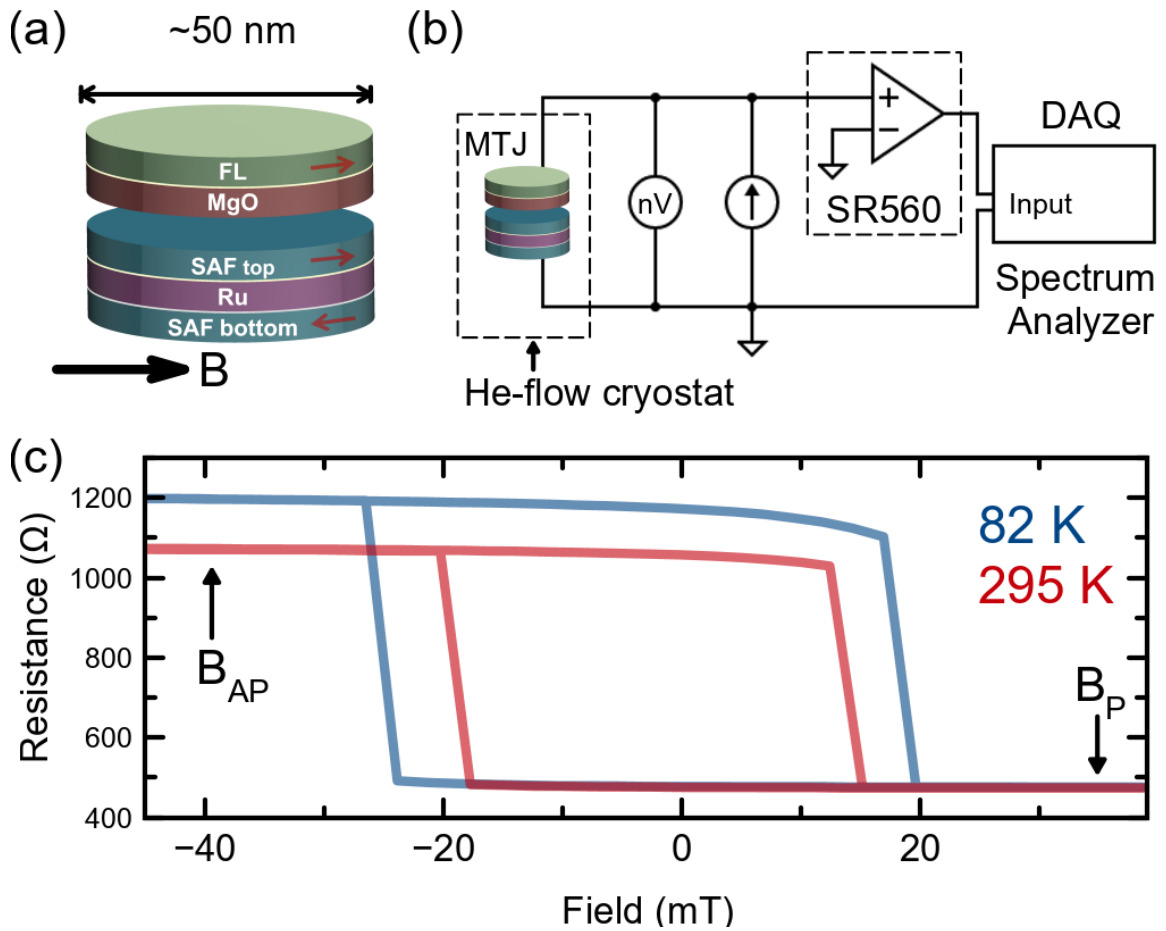 (a)
~50 nm
FL
MgO
SAF top
Ru
SAF bottom
B
(b)
MTJ
nV
+
−
SR560
DAQ
Input
Spectrum
Analyzer
He-flow cryostat
(c)
Resistance (Ω)
1200
1000
800
600
400
82 K
295 K
B_AP
B_P
−40
−20
0
20
Field (mT)